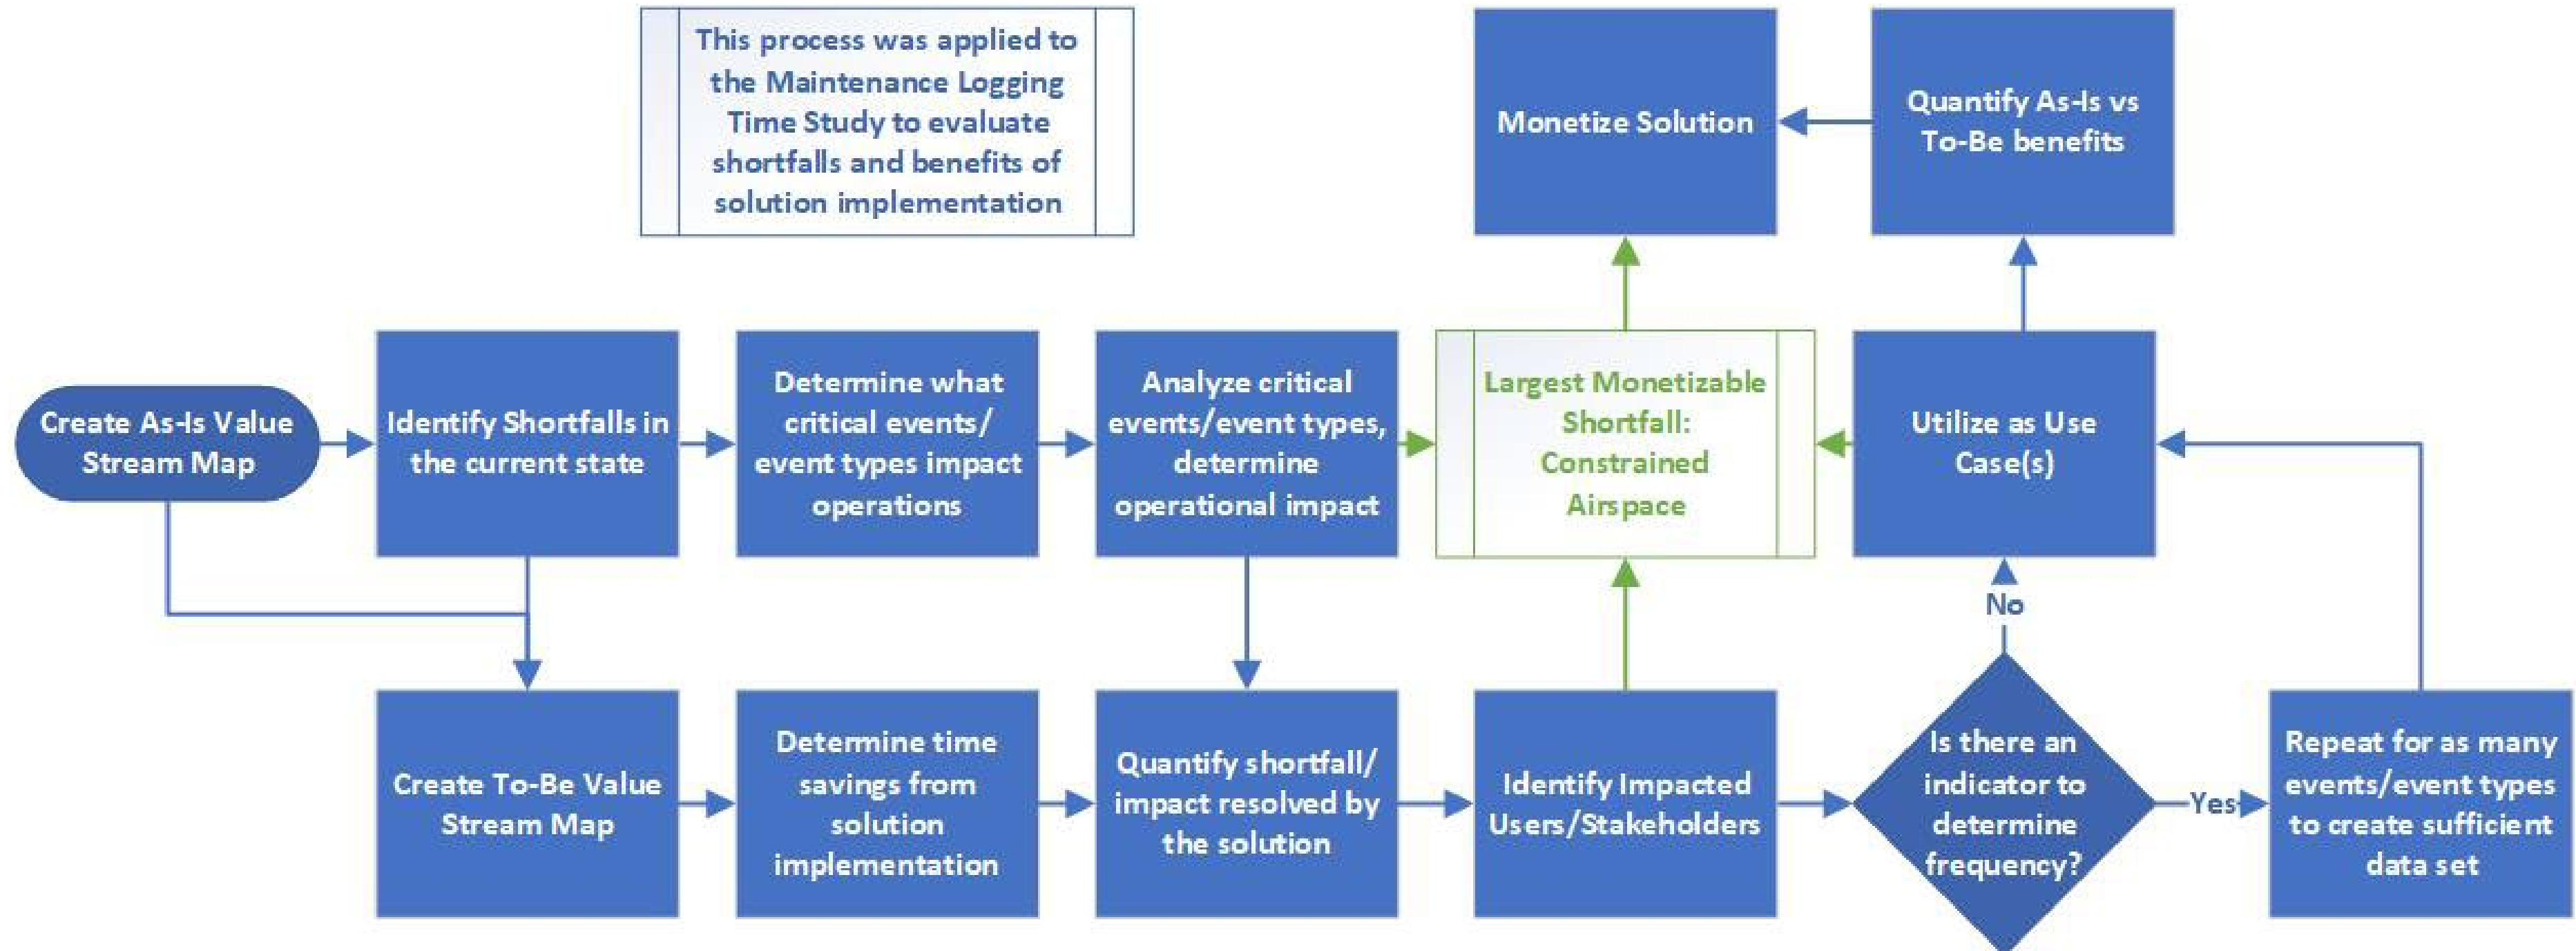 This process was applied to
the Maintenance Logging
Time Study to evaluate
shortfalls and benefits of
solution implementation
Monetize Solution
Quantify As-Is vs
To-Be benefits
Create As-Is Value
Stream Map
Identify Shortfalls in
the current state
Determine what
critical events/
event types impact
operations
Analyze critical
events/event types,
determine
operational impact
Largest Monetizable
Shortfall:
Constrained
Airspace
Utilize as Use
Case(s)
No
Create To-Be Value
Stream Map
Determine time
savings from
solution
implementation
Quantify shortfall/
impact resolved by
the solution
Identify Impacted
Users/Stakeholders
Is there an
indicator to
determine
frequency?
Yes
Repeat for as many
events/event types
to create sufficient
data set